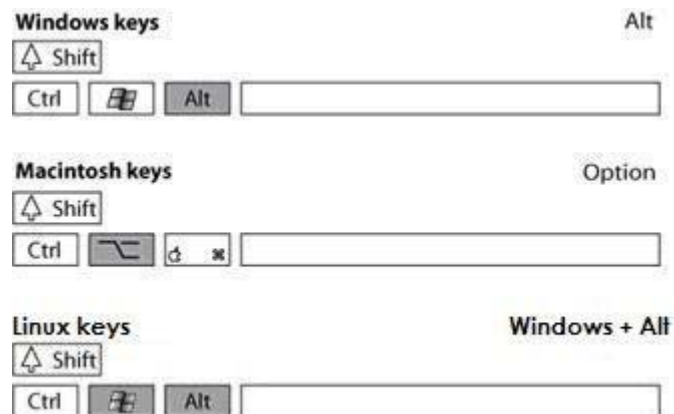 Windows keys Alt
Shift
Ctrl Alt
Macintosh keys Option
Shift
Ctrl ⌥ ⌘
Linux keys Windows + Alt
Shift
Ctrl Alt